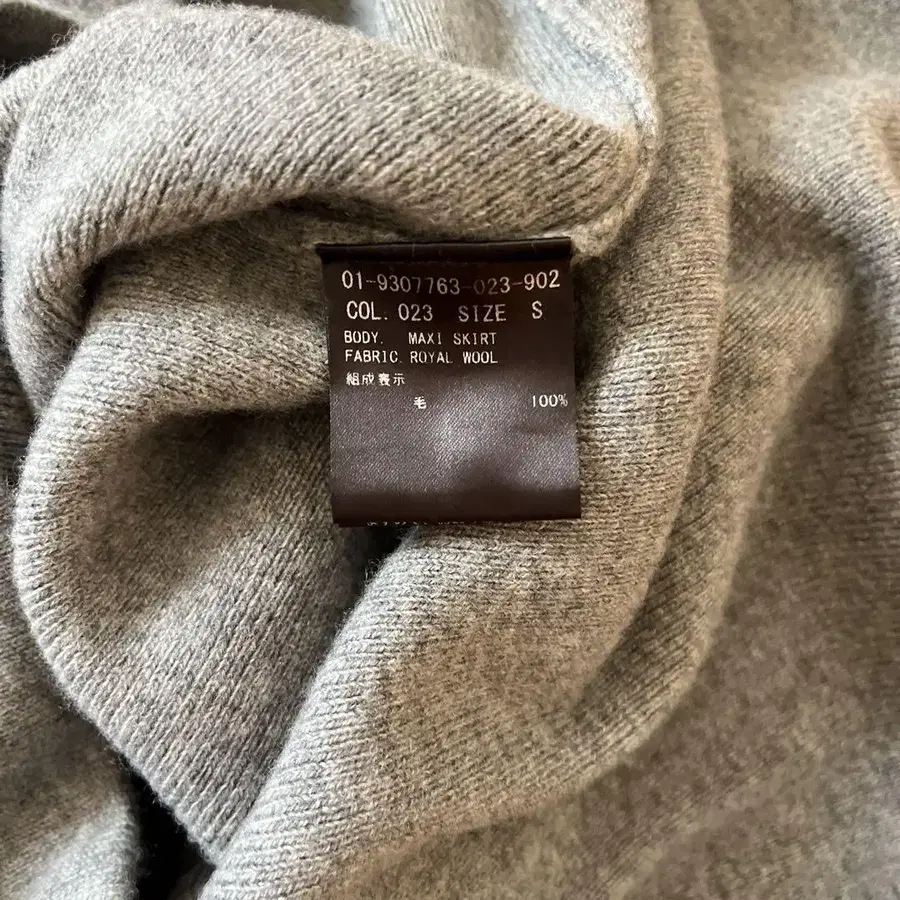 01-9307763-023-902
COL. 023 SIZE S
BODY. MAXI SKIRT
FABRIC. ROYAL WOOL
組成表示
毛 100%